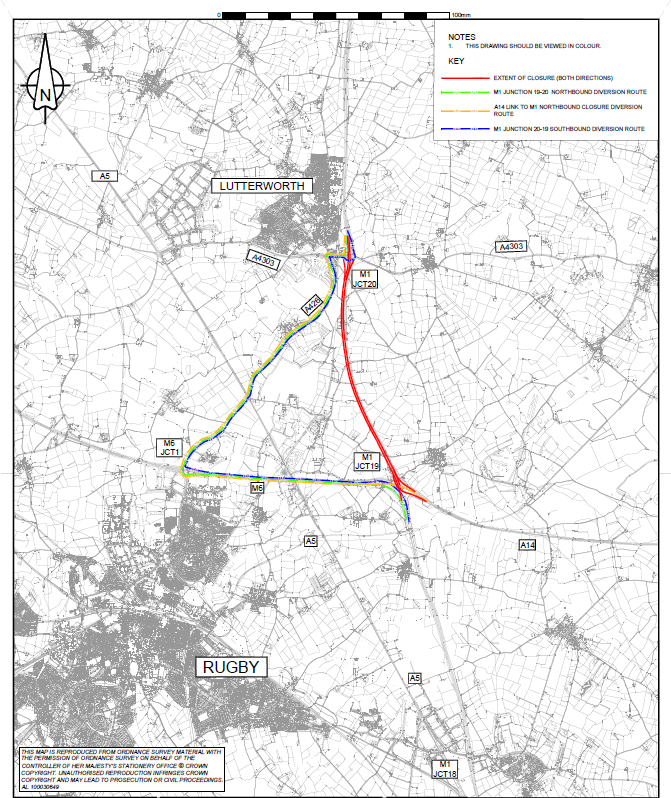 0
100mm
NOTES
1. THIS DRAWING SHOULD BE VIEWED IN COLOUR.
KEY
EXTENT OF CLOSURE (BOTH DIRECTIONS)
M1 JUNCTION 19-20 NORTHBOUND DIVERSION ROUTE
A14 LINK TO M1 NORTHBOUND CLOSURE DIVERSION
ROUTE
M1 JUNCTION 20-19 SOUTHBOUND DIVERSION ROUTE
N
A5
LUTTERWORTH
A4303
A4303
M1
JCT20
A426
M6
JCT1
M1
JCT19
M6
A5
A14
RUGBY
A5
M1
JCT18
THIS MAP IS REPRODUCED FROM ORDNANCE SURVEY MATERIAL WITH
THE PERMISSION OF ORDNANCE SURVEY ON BEHALF OF THE
CONTROLLER OF HER MAJESTY'S STATIONERY OFFICE © CROWN
COPYRIGHT. UNAUTHORISED REPRODUCTION INFRINGES CROWN
COPYRIGHT AND MAY LEAD TO PROSECUTION OR CIVIL PROCEEDINGS.
AL 100030649